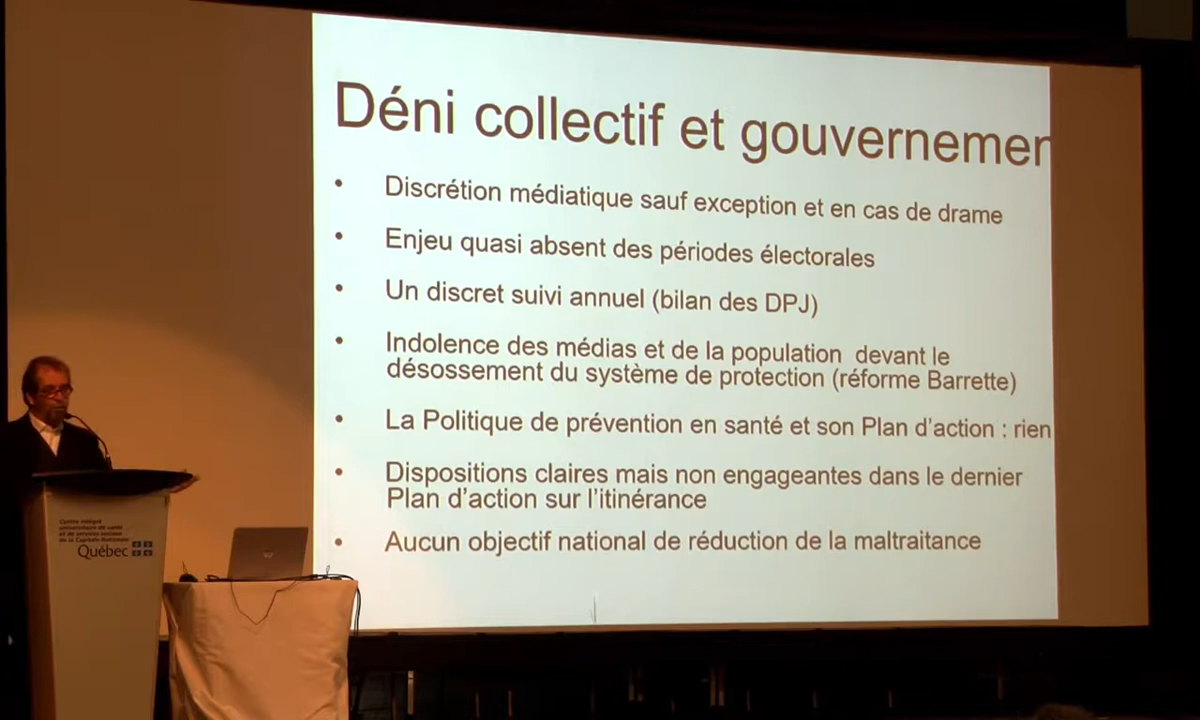 Déni collectif et gouvernemen
• Discrétion médiatique sauf exception et en cas de drame
• Enjeu quasi absent des périodes électorales
• Un discret suivi annuel (bilan des DPJ)
• Indolence des médias et de la population devant le
désossement du système de protection (réforme Barrette)
• La Politique de prévention en santé et son Plan d'action : rien
• Dispositions claires mais non engageantes dans le dernier
Plan d'action sur l'itinérance
• Aucun objectif national de réduction de la maltraitance
Centre intégré
universitaire de santé
et de services sociaux
de la Capitale-Nationale
Québec